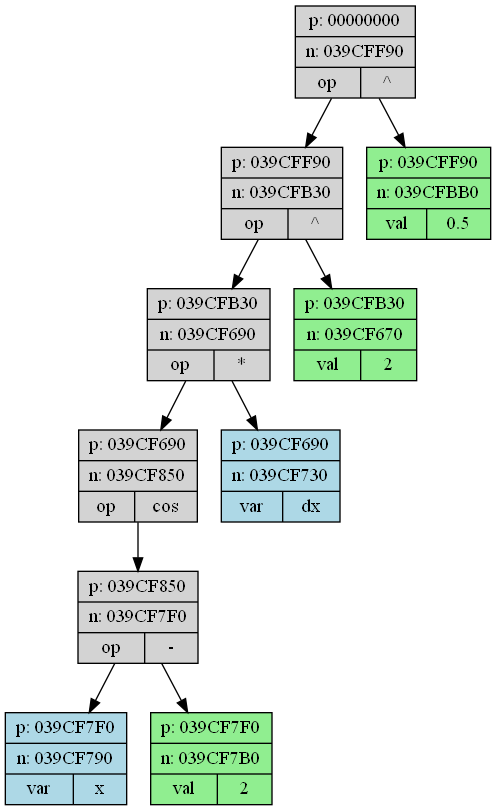 p: 00000000
n: 039CFF90
op ^
p: 039CFF90
n: 039CFB30
op ^
p: 039CFF90
n: 039CFBB0
val 0.5
p: 039CFB30
n: 039CF690
op *
p: 039CFB30
n: 039CF670
val 2
p: 039CF690
n: 039CF850
op cos
p: 039CF690
n: 039CF730
var dx
p: 039CF850
n: 039CF7F0
op -
p: 039CF7F0
n: 039CF790
var x
p: 039CF7F0
n: 039CF7B0
val 2